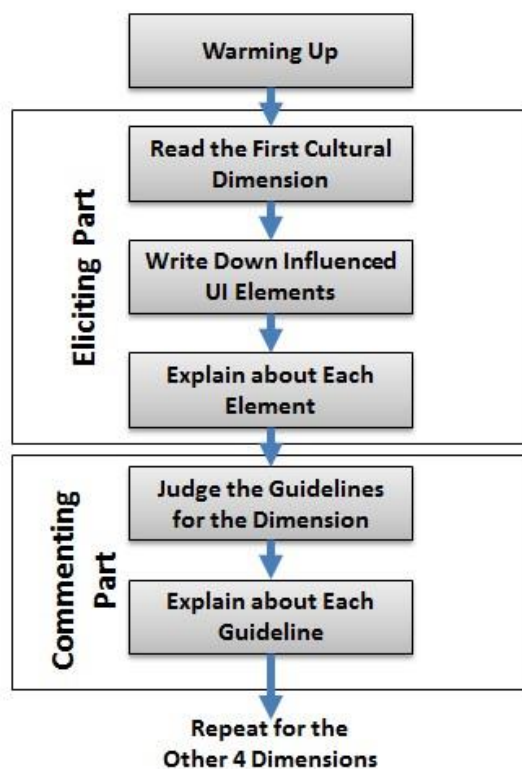 Warming Up
Eliciting Part
Read the First Cultural
Dimension
Write Down Influenced
UI Elements
Explain about Each
Element
Commenting
Part
Judge the Guidelines
for the Dimension
Explain about Each
Guideline
Repeat for the
Other 4 Dimensions